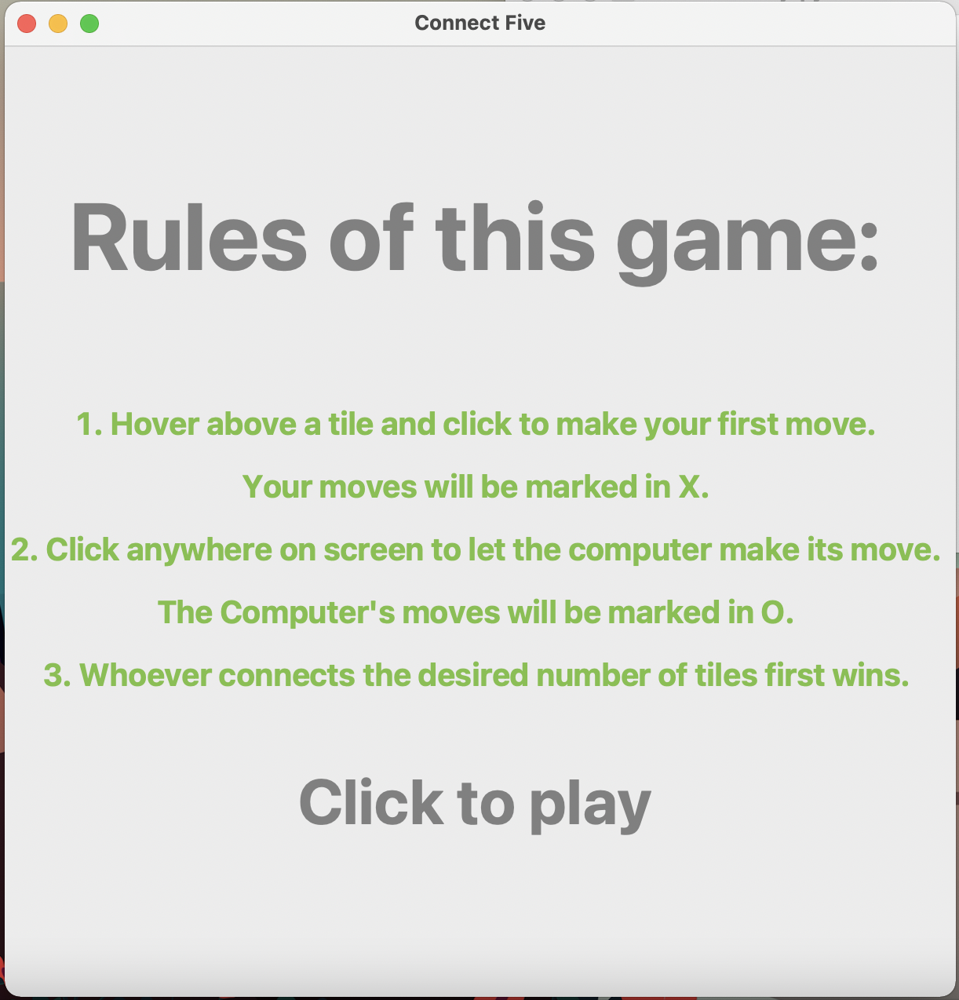 Connect Five
Rules of this game:
1. Hover above a tile and click to make your first move.
Your moves will be marked in X.
2. Click anywhere on screen to let the computer make its move.
The Computer's moves will be marked in O.
3. Whoever connects the desired number of tiles first wins.
Click to play